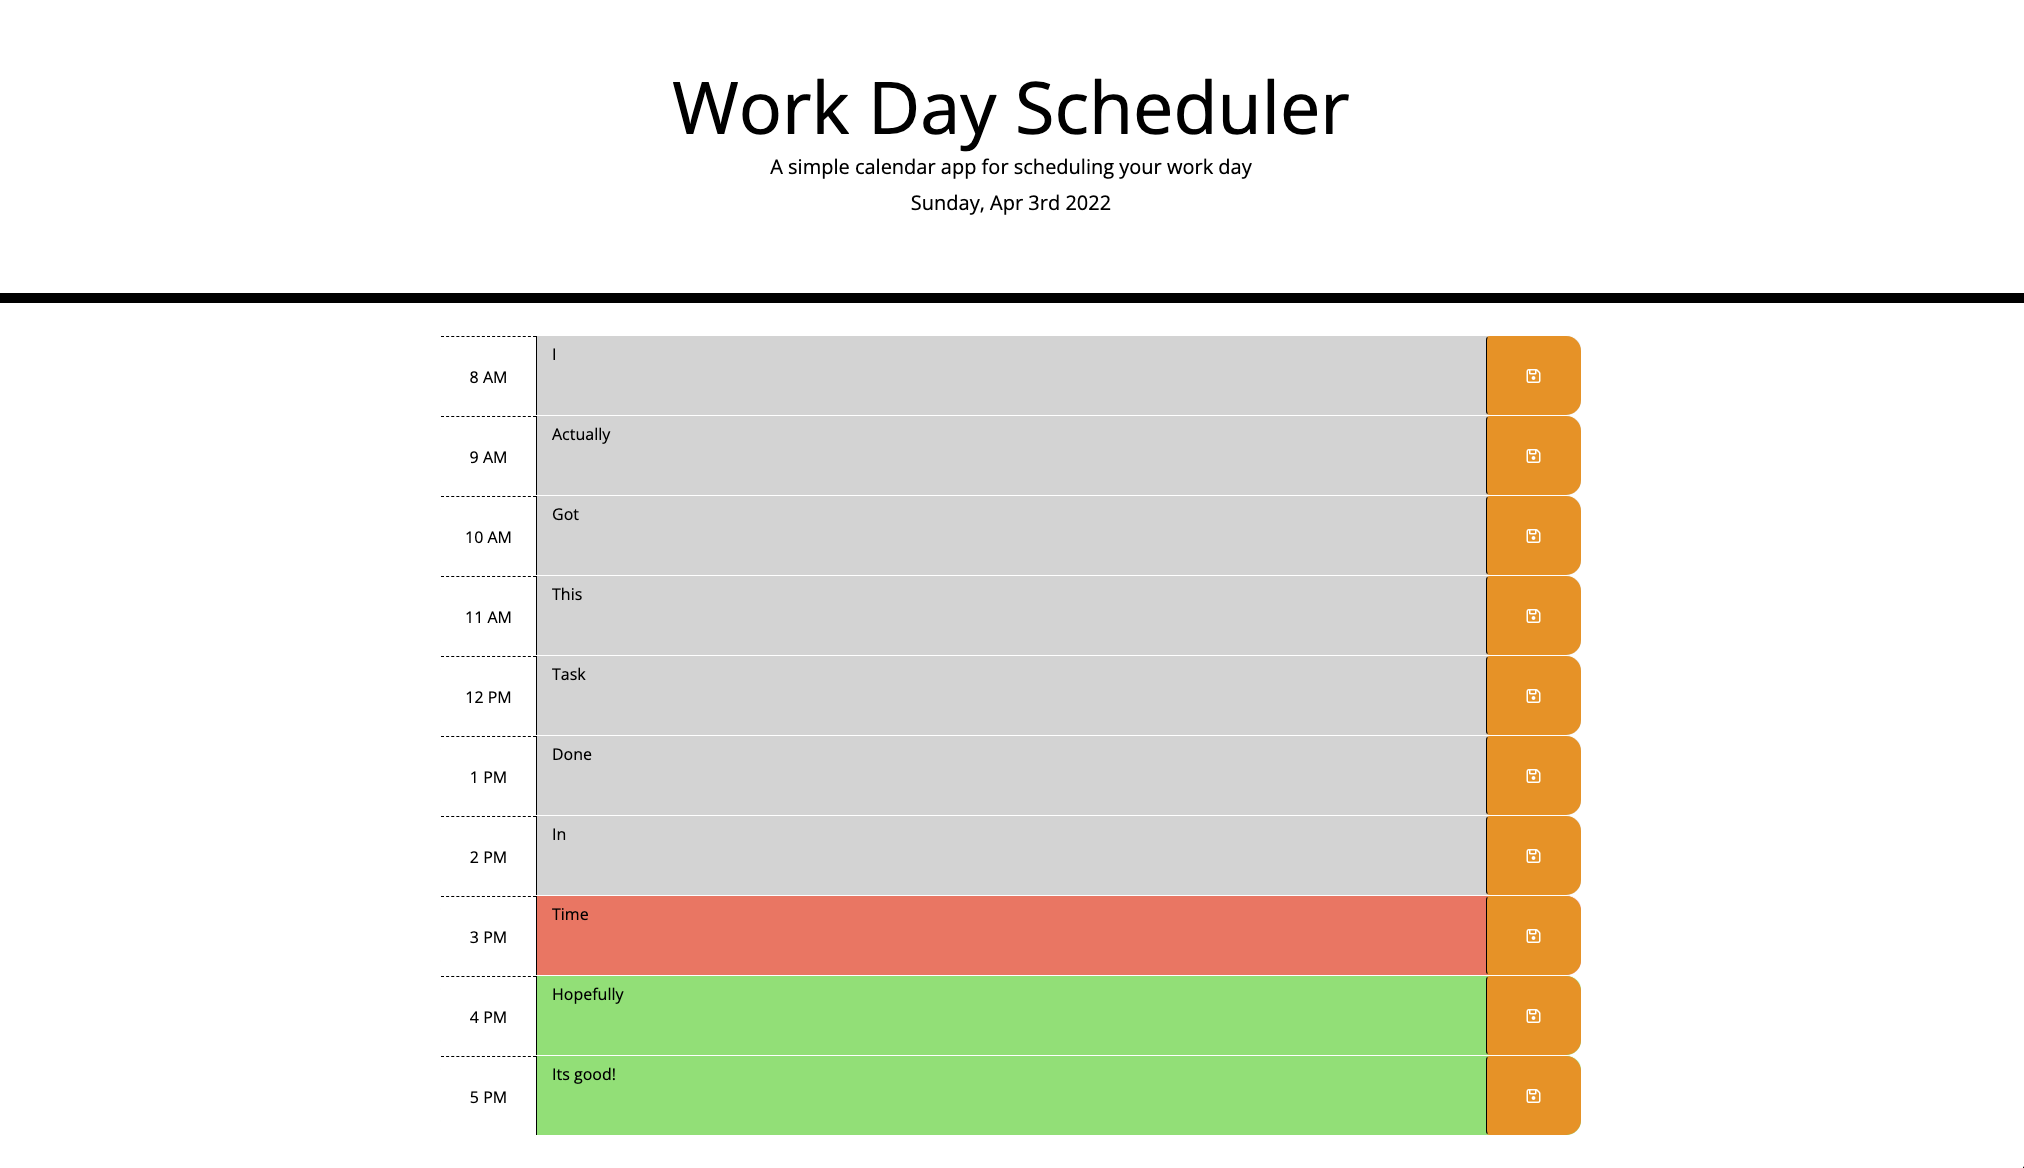 Work Day Scheduler
A simple calendar app for scheduling your work day
Sunday, Apr 3rd 2022
8 AM I
9 AM Actually
10 AM Got
11 AM This
12 PM Task
1 PM Done
2 PM In
3 PM Time
4 PM Hopefully
5 PM Its good!